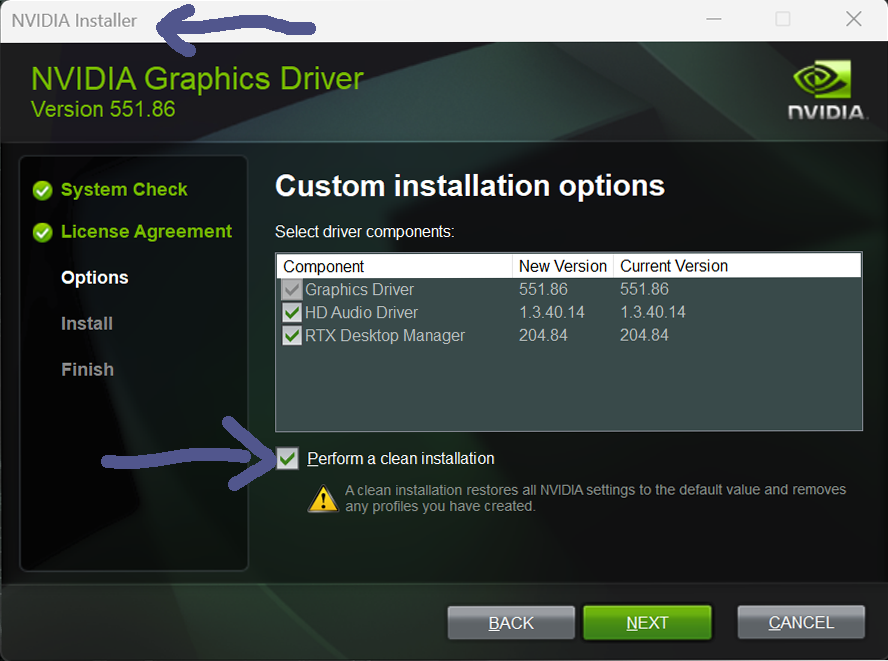 NVIDIA Installer
NVIDIA Graphics Driver
Version 551.86
NVIDIA.
System Check
License Agreement
Options
Install
Finish
Custom installation options
Select driver components:
Component New Version Current Version
Graphics Driver 551.86 551.86
HD Audio Driver 1.3.40.14 1.3.40.14
RTX Desktop Manager 204.84 204.84
Perform a clean installation
A clean installation restores all NVIDIA settings to the default value and removes
any profiles you have created.
BACK NEXT CANCEL